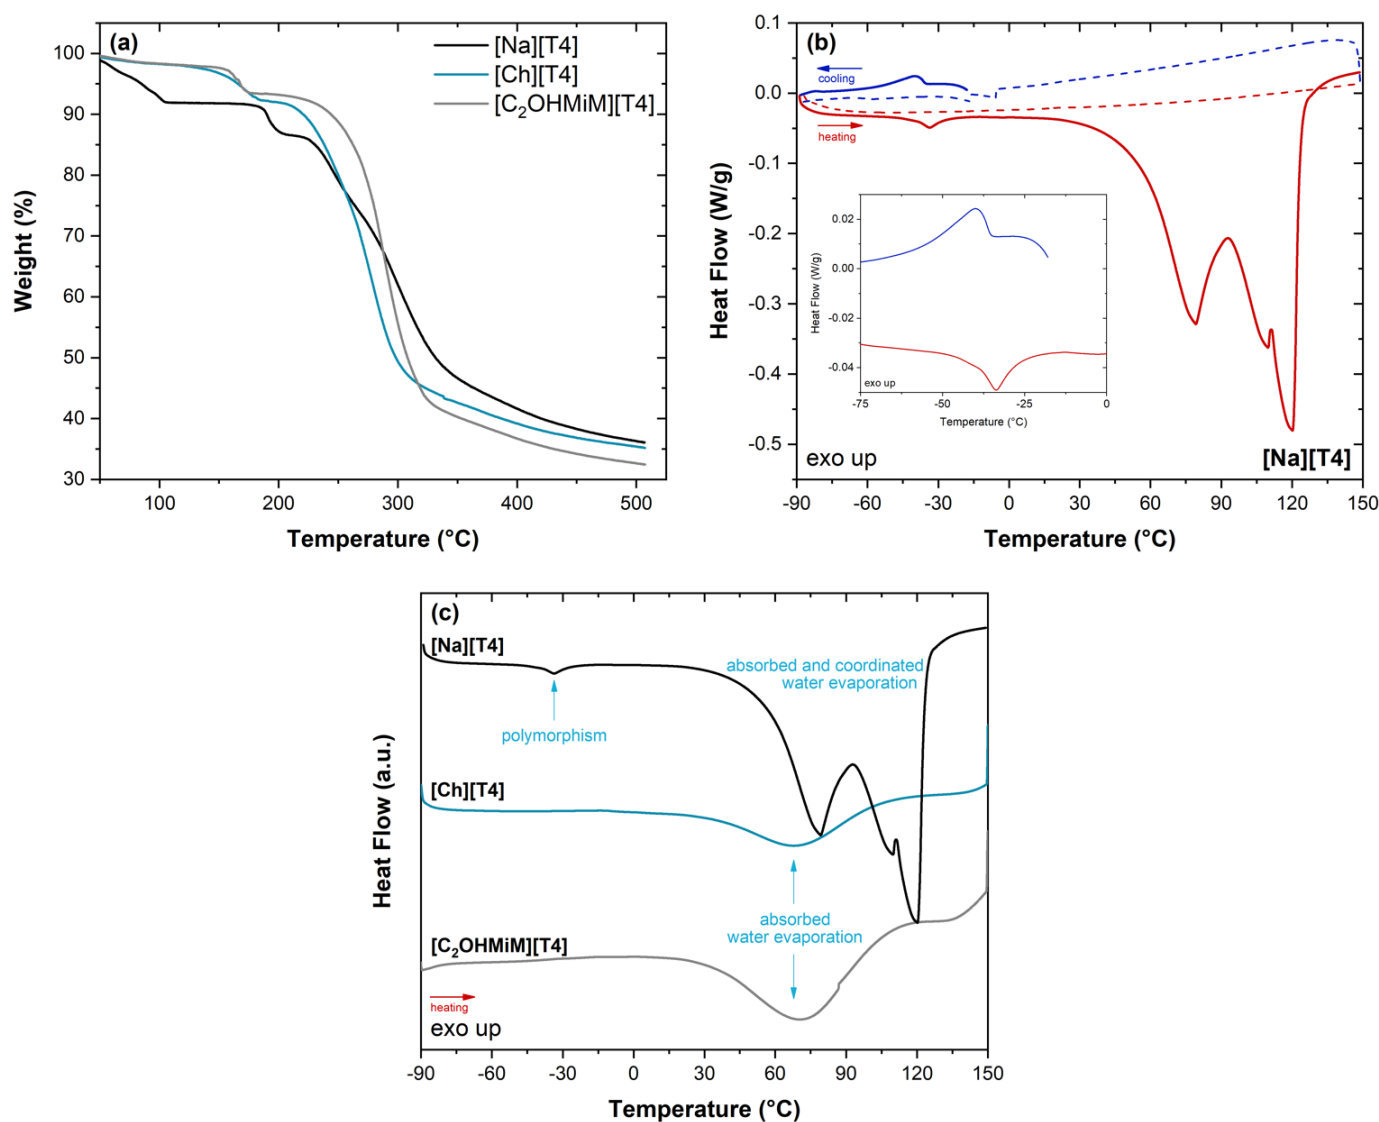 (a)
[Na][T4]
[Ch][T4]
[C₂OHMiM][T4]
100
90
80
70
60
50
40
30
Weight (%)
100
200
300
400
500
Temperature (°C)
(b)
0.1
0.0
-0.1
-0.2
-0.3
-0.4
-0.5
Heat Flow (W/g)
cooling
heating
0.02
0.00
-0.02
-0.04
Heat Flow (W/g)
exo up
-75
-50
-25
0
Temperature (°C)
exo up
[Na][T4]
-90
-60
-30
0
30
60
90
120
150
Temperature (°C)
(c)
[Na][T4]
absorbed and coordinated
water evaporation
polymorphism
[Ch][T4]
Heat Flow (a.u.)
absorbed
water evaporation
[C₂OHMiM][T4]
heating
exo up
-90
-60
-30
0
30
60
90
120
150
Temperature (°C)